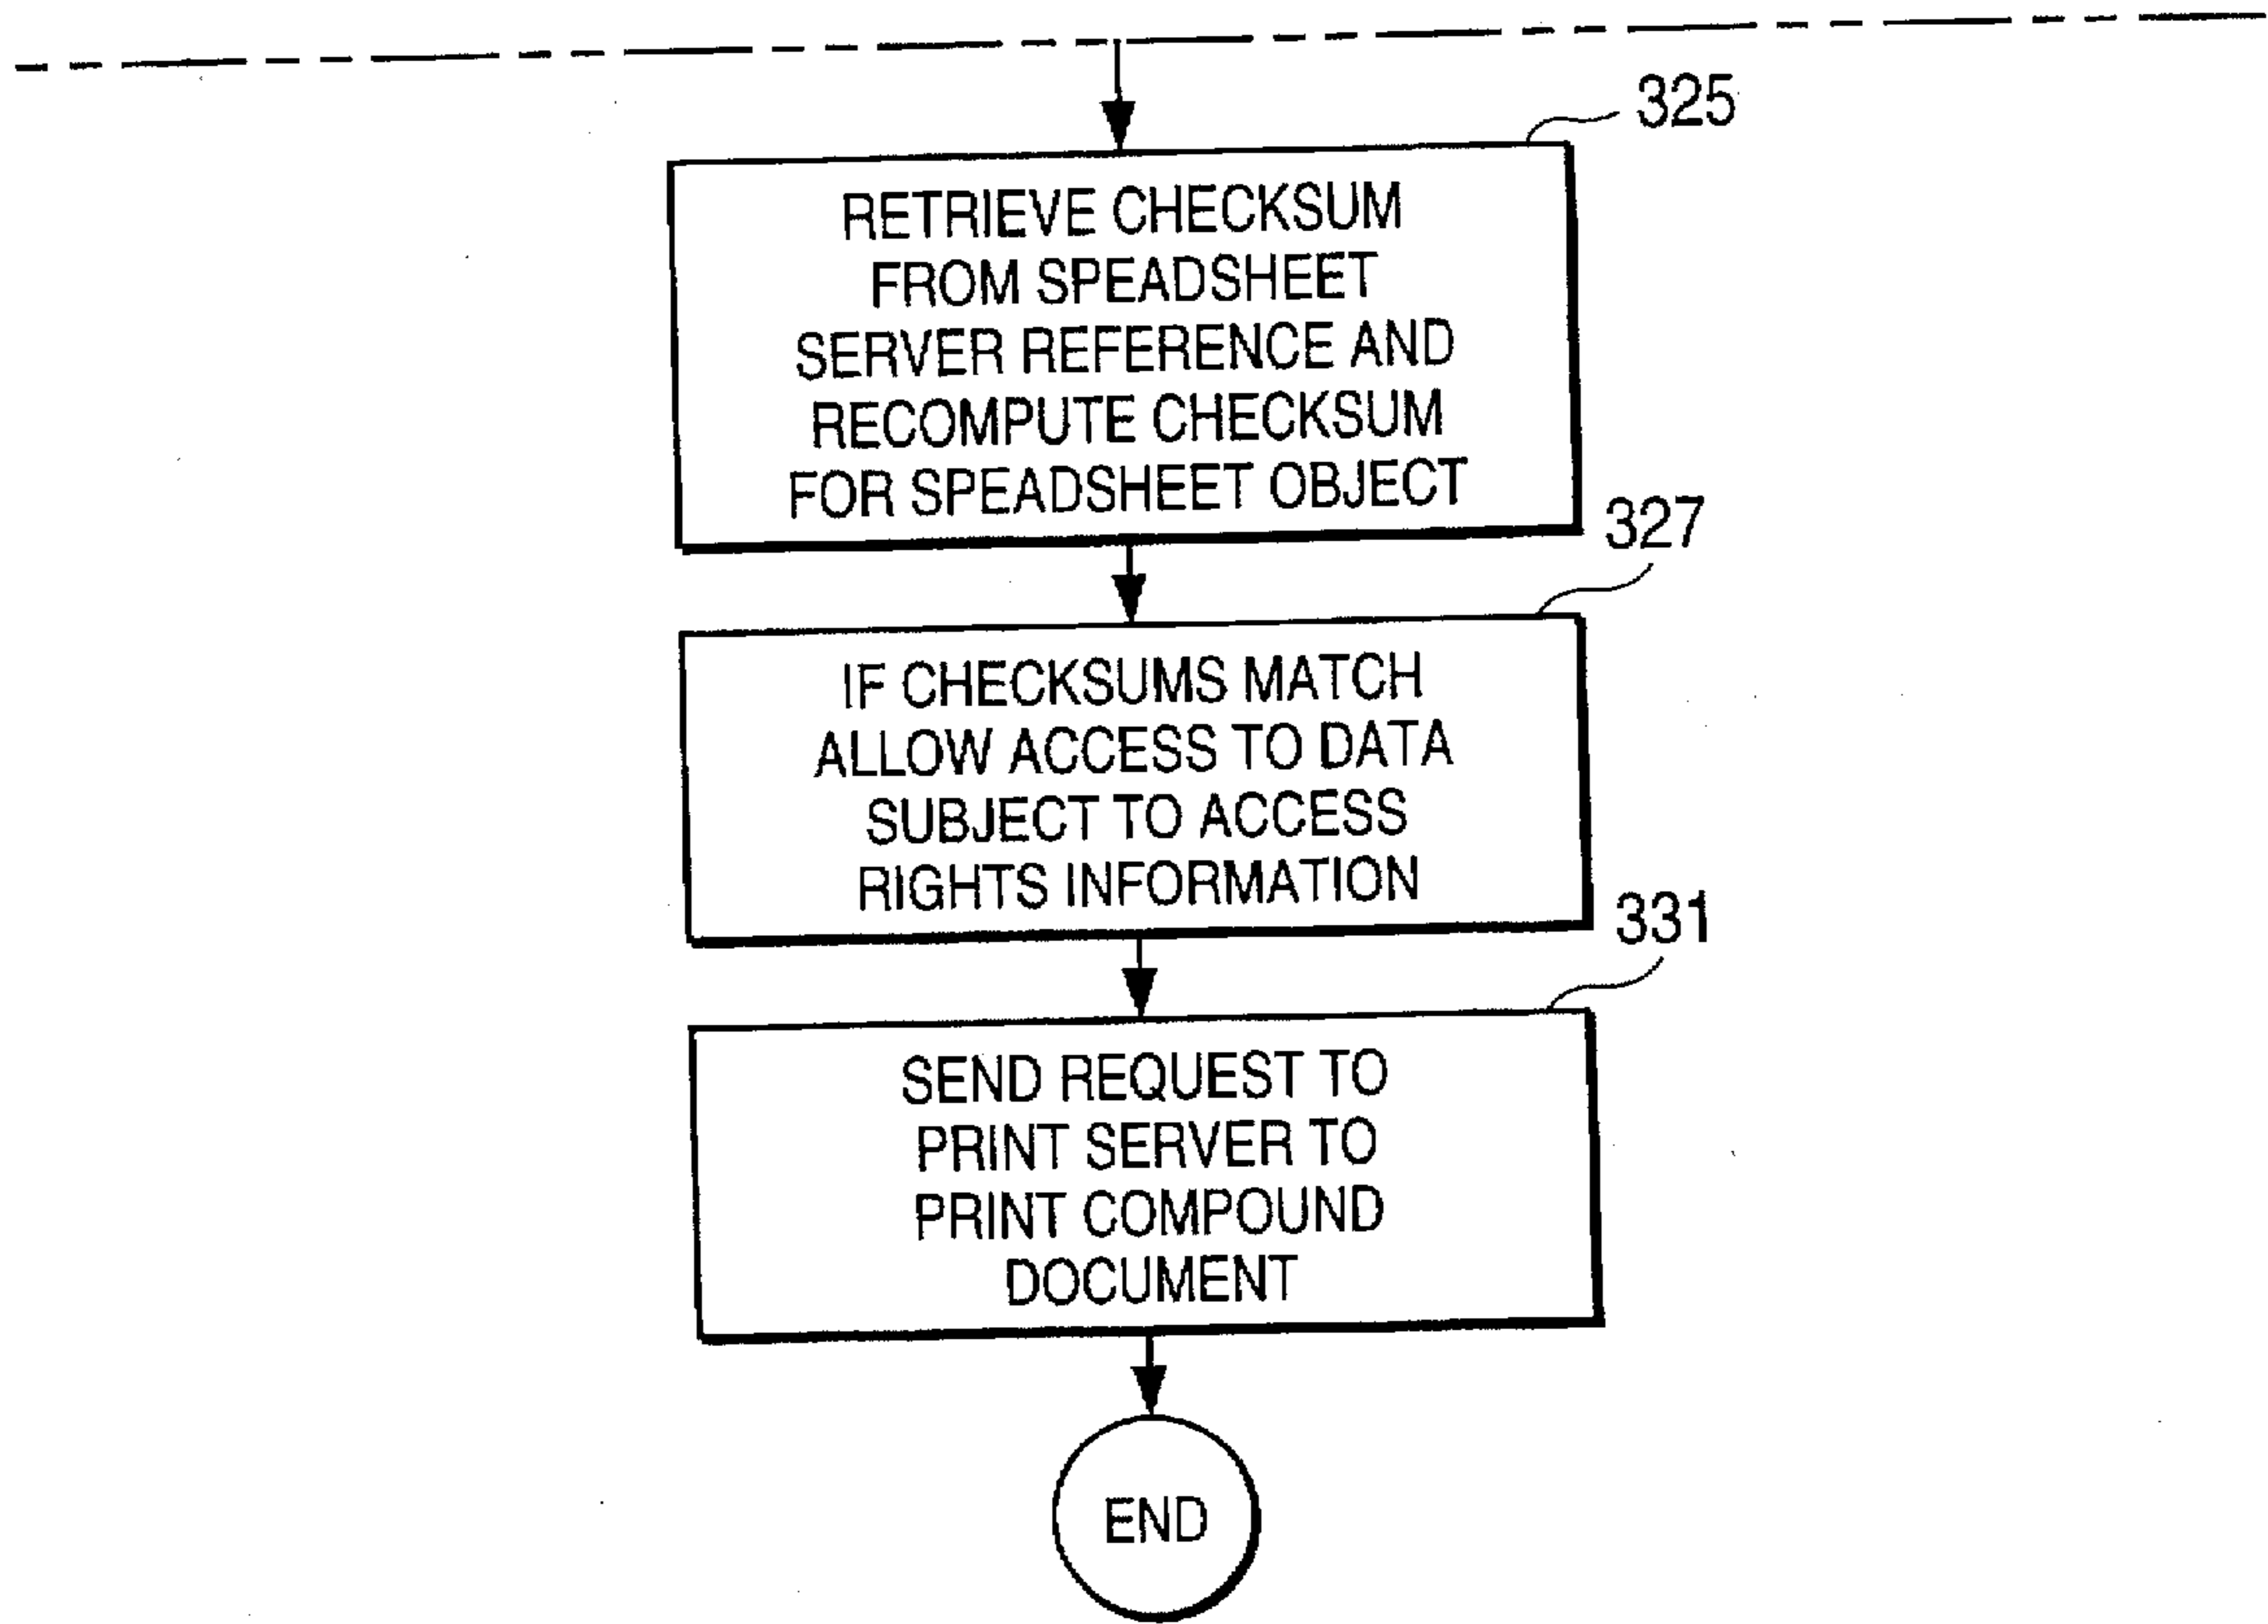 325
RETRIEVE CHECKSUM
FROM SPEADSHEET
SERVER REFERENCE AND
RECOMPUTE CHECKSUM
FOR SPEADSHEET OBJECT
327
IF CHECKSUMS MATCH
ALLOW ACCESS TO DATA
SUBJECT TO ACCESS
RIGHTS INFORMATION
331
SEND REQUEST TO
PRINT SERVER TO
PRINT COMPOUND
DOCUMENT
END